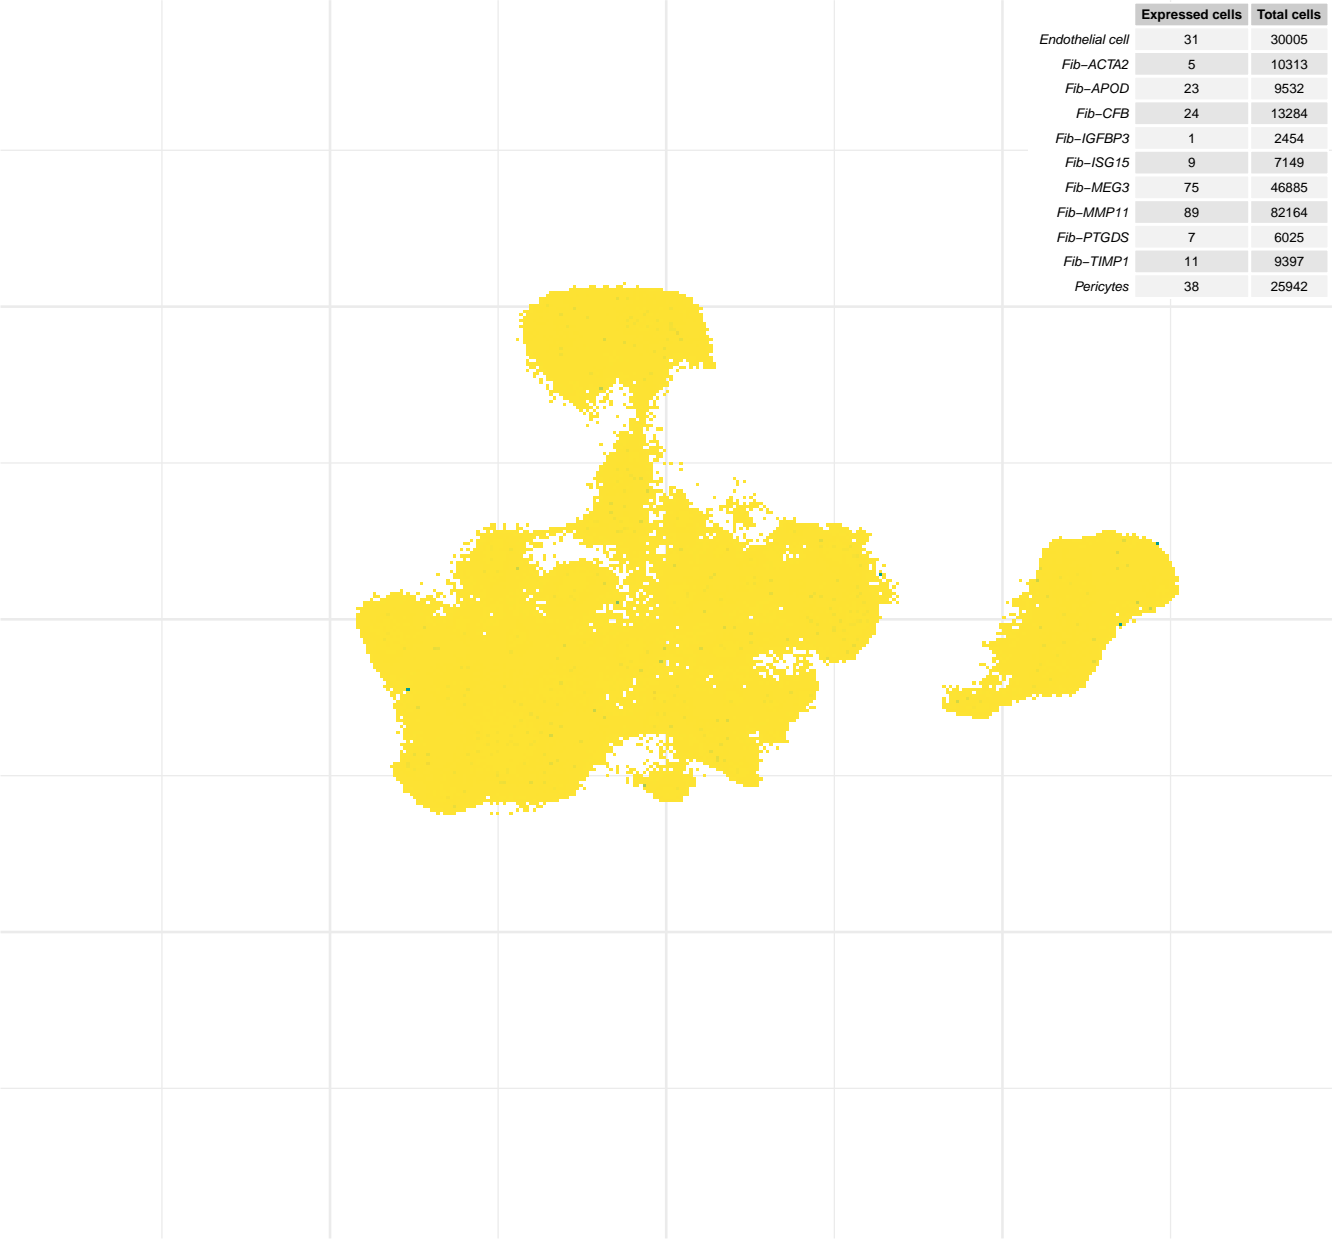 Expressed cells Total cells
Endothelial cell 31 30005
Fib−ACTA2 5 10313
Fib−APOD 23 9532
Fib−CFB 24 13284
Fib−IGFBP3 1 2454
Fib−ISG15 9 7149
Fib−MEG3 75 46885
Fib−MMP11 89 82164
Fib−PTGDS 7 6025
Fib−TIMP1 11 9397
Pericytes 38 25942